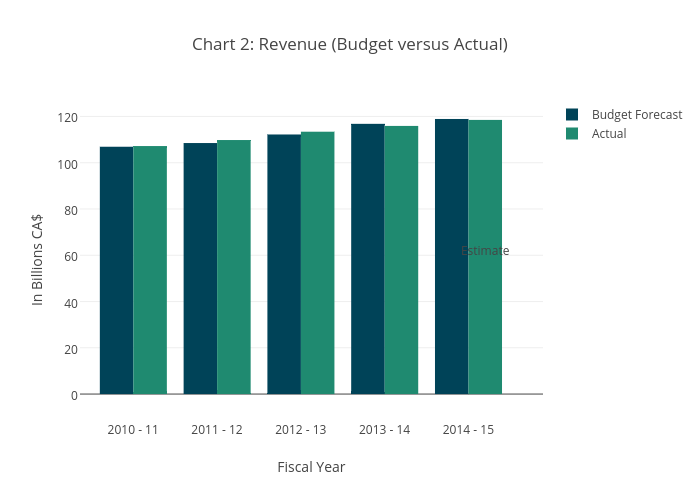 Chart 2: Revenue (Budget versus Actual)
Budget Forecast
Actual
In Billions CA$
120
100
80
60
40
20
0
Estimate
2010 - 11
2011 - 12
2012 - 13
2013 - 14
2014 - 15
Fiscal Year